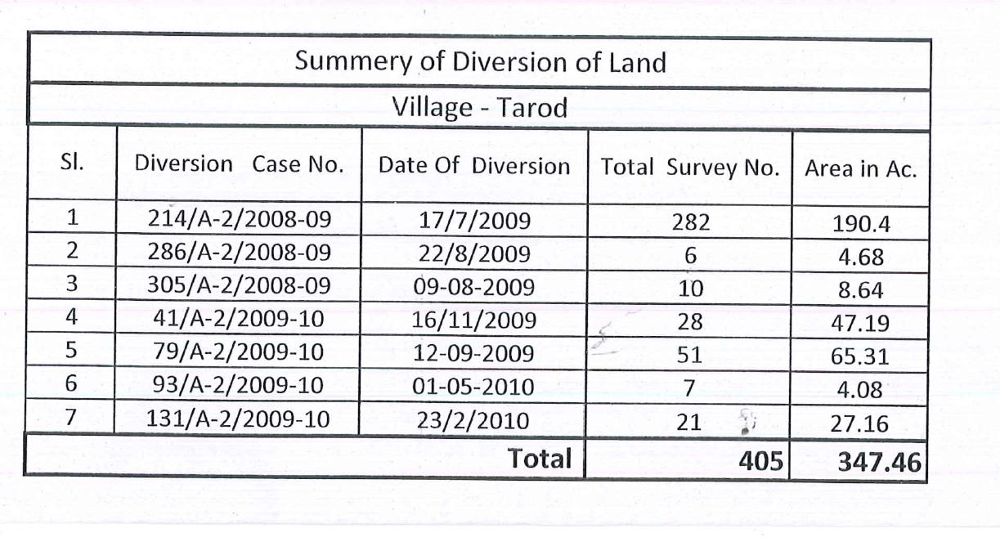 Summery of Diversion of Land
Village - Tarod
Sl. Diversion Case No. Date Of Diversion Total Survey No. Area in Ac.
1 214/A-2/2008-09 17/7/2009 282 190.4
2 286/A-2/2008-09 22/8/2009 6 4.68
3 305/A-2/2008-09 09-08-2009 10 8.64
4 41/A-2/2009-10 16/11/2009 28 47.19
5 79/A-2/2009-10 12-09-2009 51 65.31
6 93/A-2/2009-10 01-05-2010 7 4.08
7 131/A-2/2009-10 23/2/2010 21 27.16
Total 405 347.46